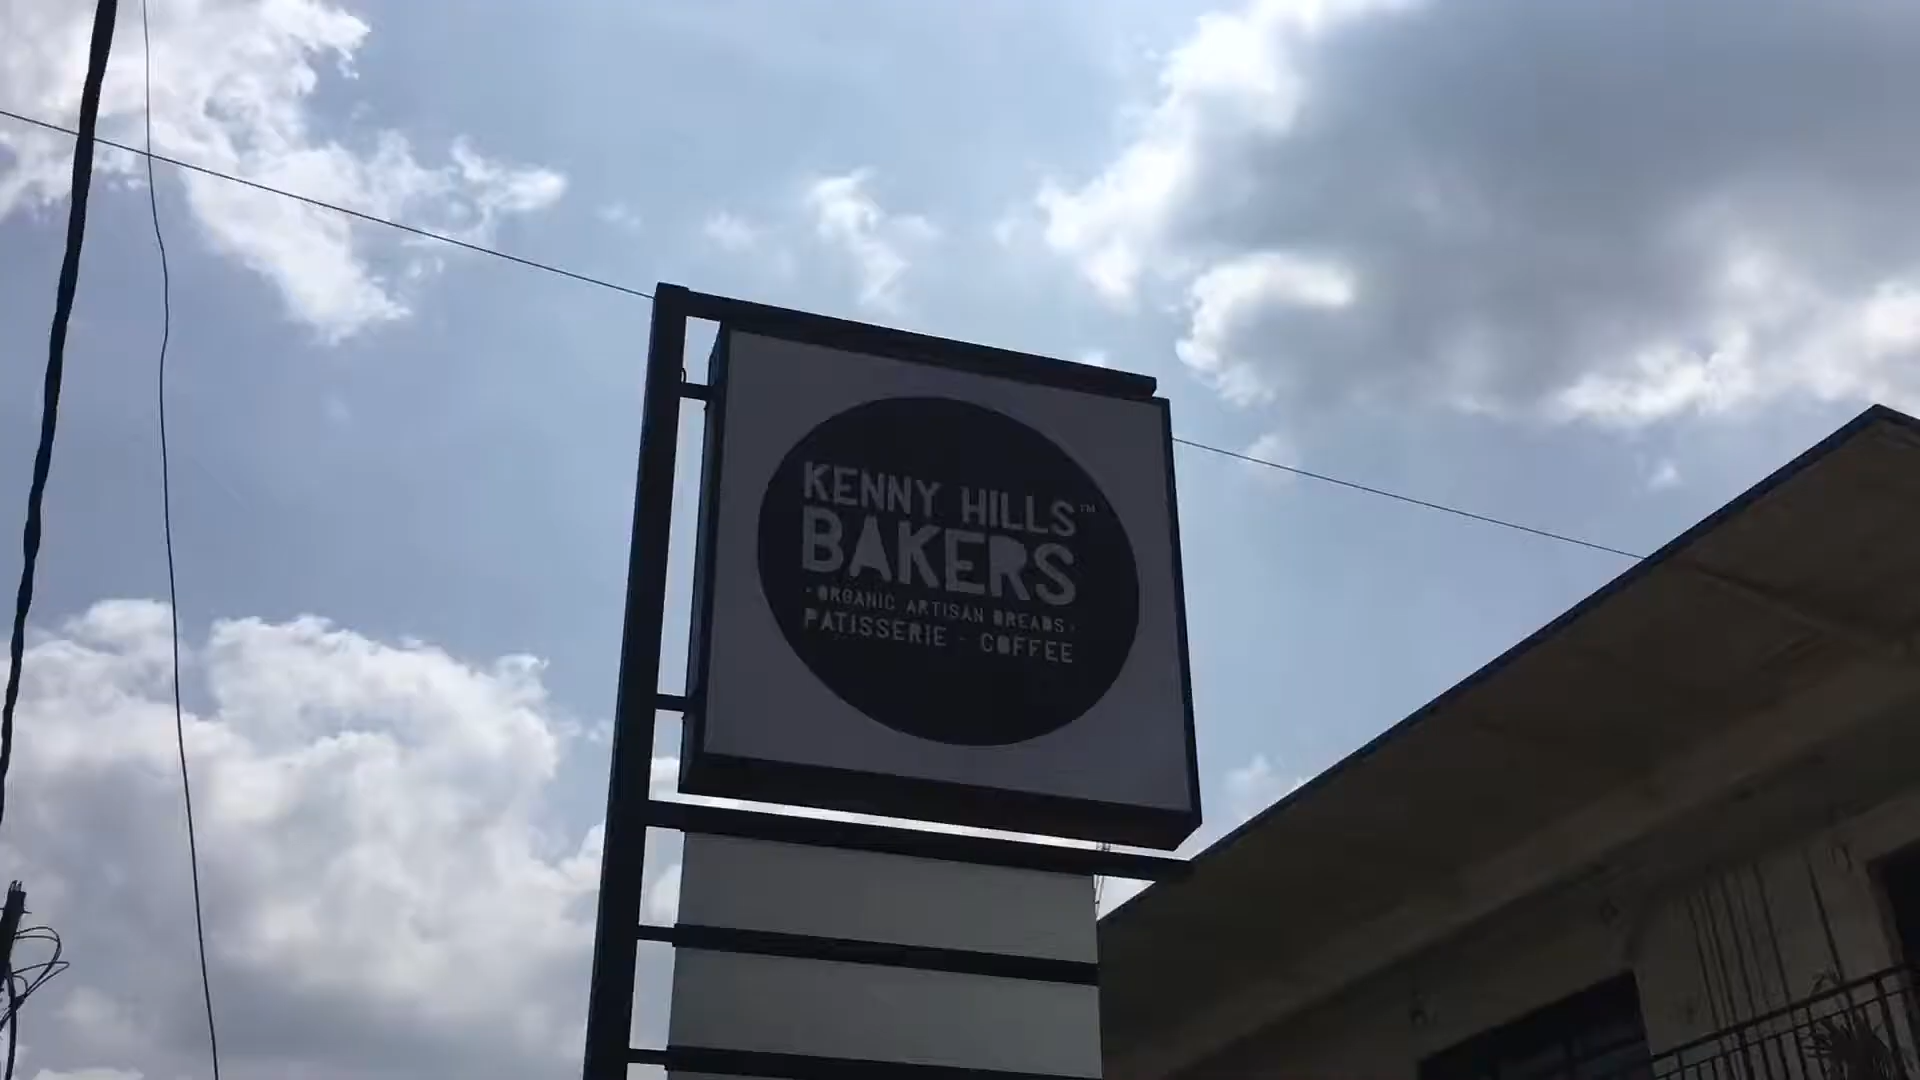 KENNY HILLS™
BAKERS
· ORGANIC ARTISAN BREADS ·
PATISSERIE · COFFEE